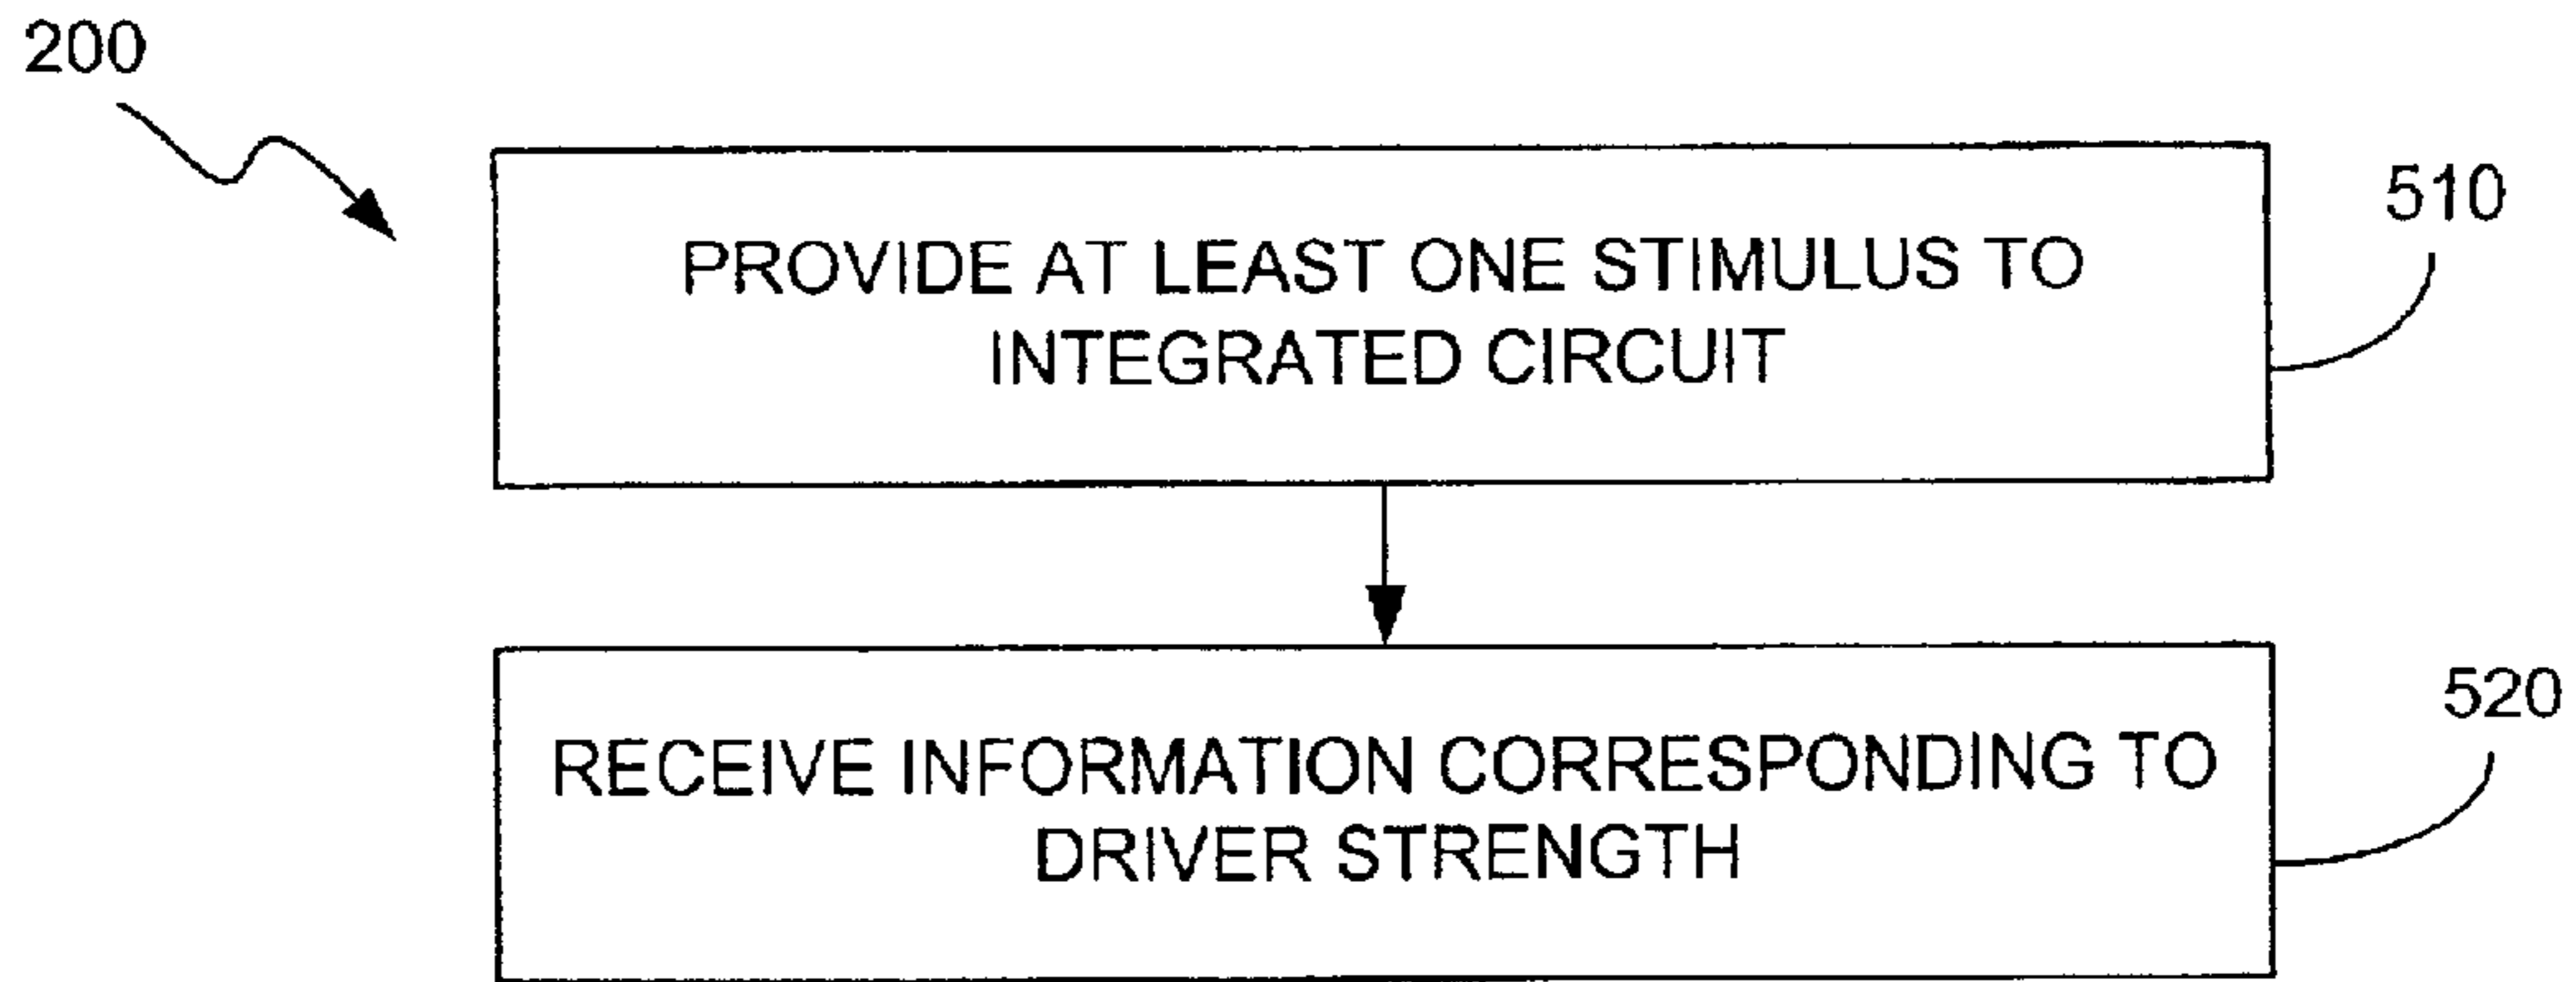 200
PROVIDE AT LEAST ONE STIMULUS TO
INTEGRATED CIRCUIT
510
RECEIVE INFORMATION CORRESPONDING TO
DRIVER STRENGTH
520